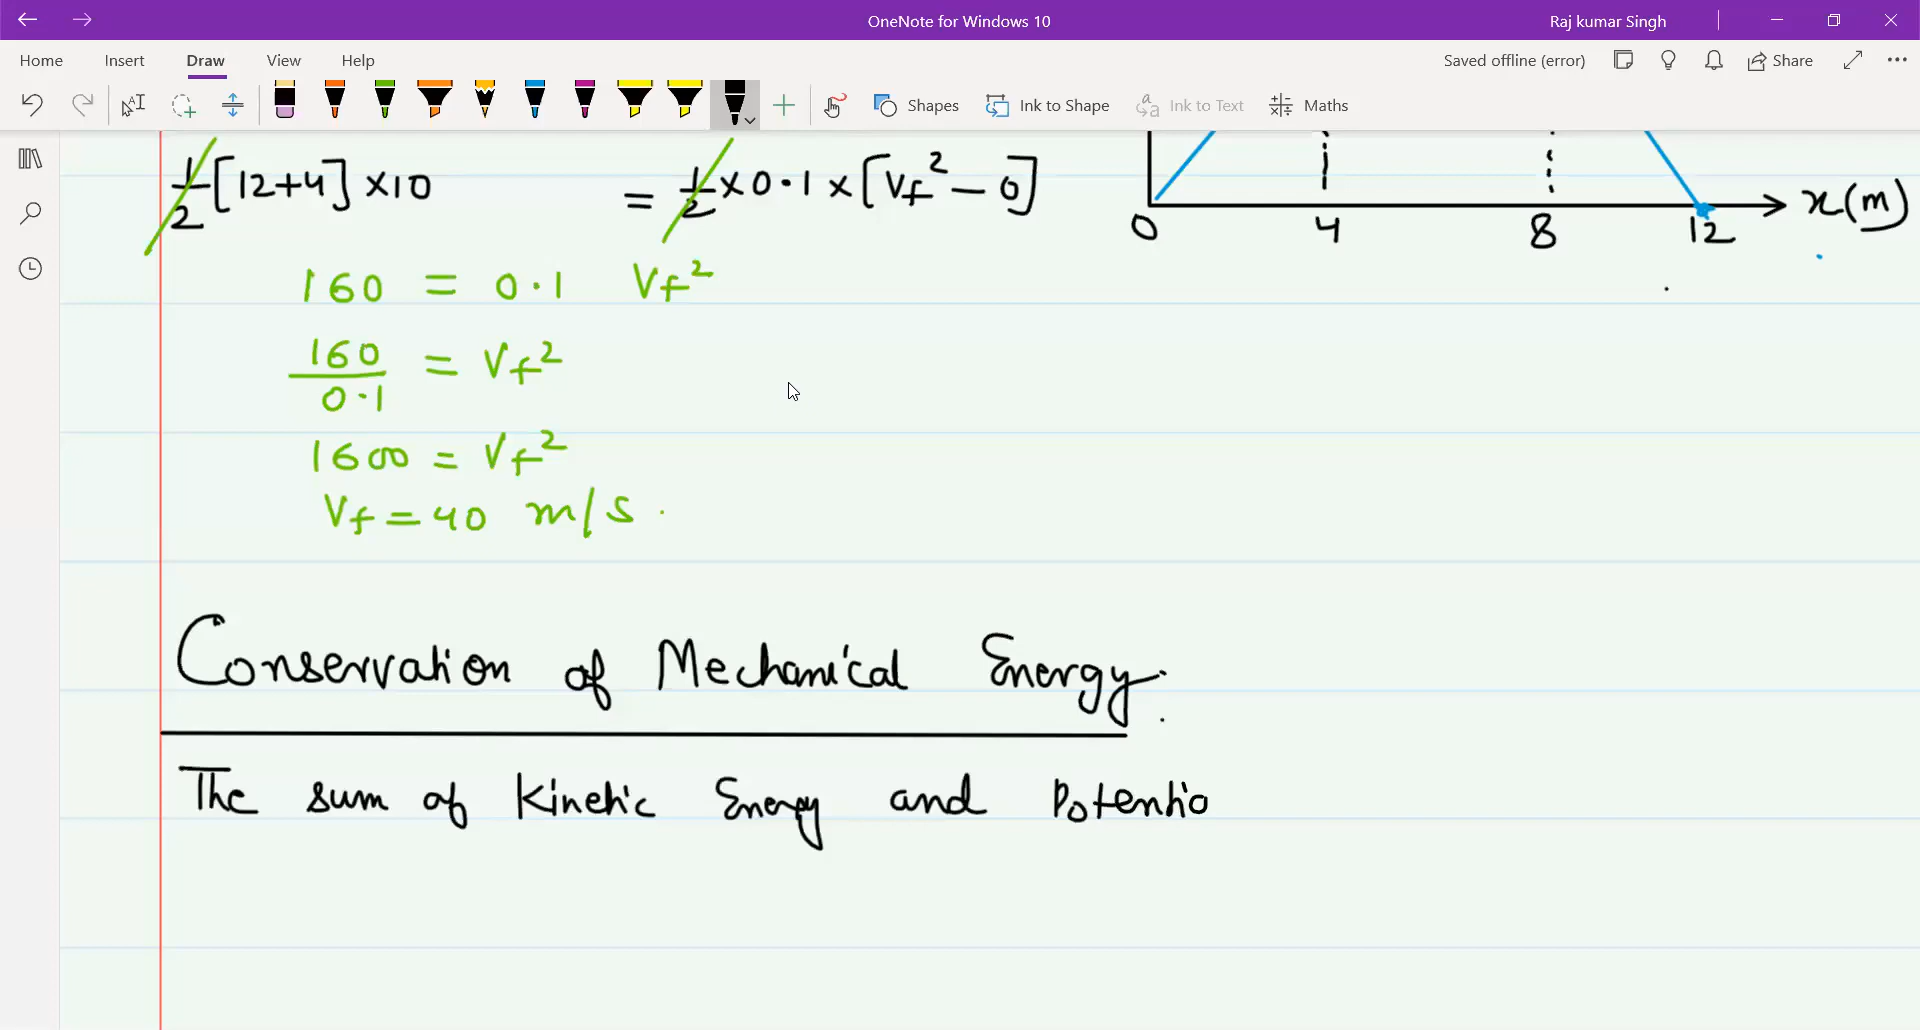 OneNote for Windows 10
Raj kumar Singh
Home Insert Draw View Help
Saved offline (error) Share
Shapes Ink to Shape Ink to Text Maths
1/2 [12+4] ×10 = 1/2 × 0.1 × [Vf² – 0]
x(m)
0 4 8 12
160 = 0.1 Vf²
160/0.1 = Vf²
1600 = Vf²
Vf = 40 m/s.
Conservation of Mechanical Energy:
The sum of Kinetic Energy and Potentia